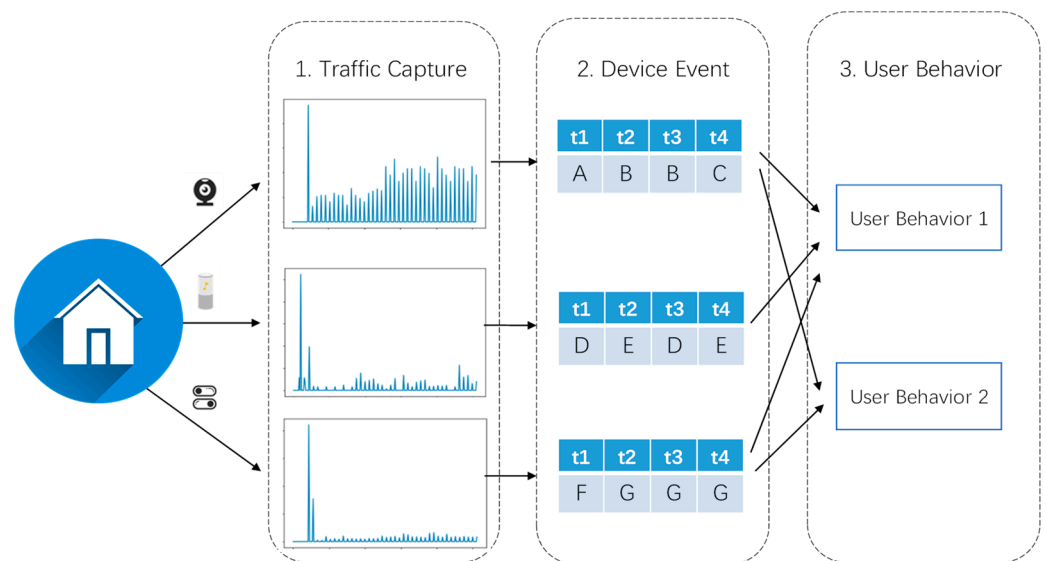 1. Traffic Capture
2. Device Event
3. User Behavior
t1 t2 t3 t4
A B B C
User Behavior 1
t1 t2 t3 t4
D E D E
User Behavior 2
t1 t2 t3 t4
F G G G